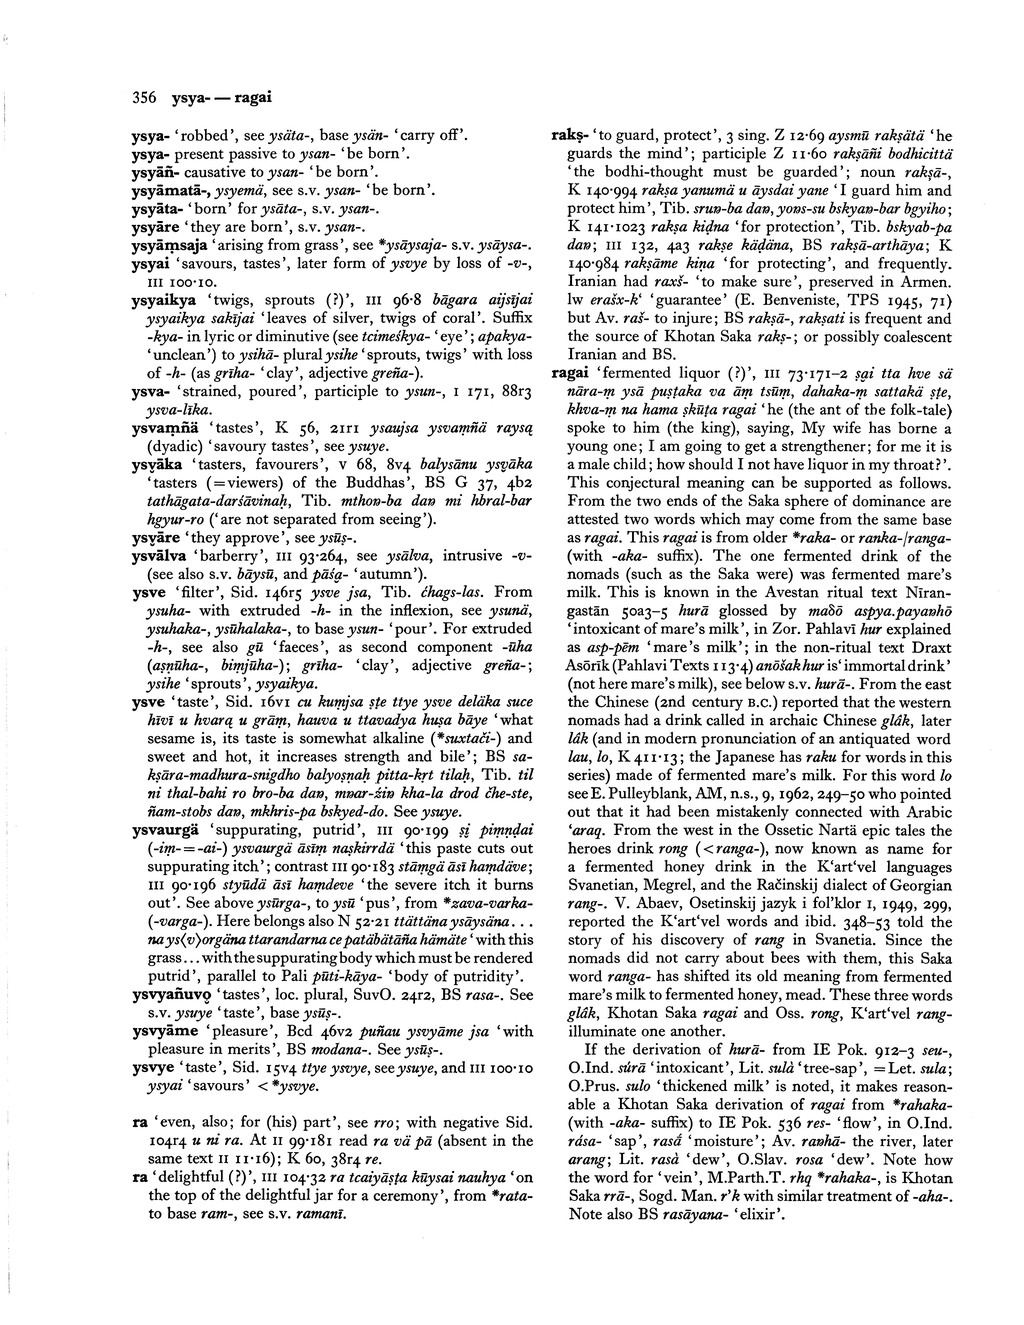 356 ysya- — ragai
ysya- ‘robbed’, see ysäta-, base ysän- ‘carry off’.
ysya- present passive to ysan- ‘be born’.
ysyāñ- causative to ysan- ‘be born’.
ysyāmatā-, ysyemä, see s.v. ysan- ‘be born’.
ysyāta- ‘born’ for ysāta-, s.v. ysan-.
ysyāre ‘they are born’, s.v. ysan-.
ysyāṃsaja ‘arising from grass’, see *ysāysaja- s.v. ysāysa-.
ysyai ‘savours, tastes’, later form of ysvye by loss of -v-,
III 100·10.
ysyaikya ‘twigs, sprouts (?)’, III 96·8 bāgara aijsījai
ysyaikya sakījai ‘leaves of silver, twigs of coral’. Suffix
-kya- in lyric or diminutive (see tcimeśkya- ‘eye’; apakya-
‘unclean’) to ysihā- plural ysihe ‘sprouts, twigs’ with loss
of -h- (as grīha- ‘clay’, adjective greña-).
ysva- ‘strained, poured’, participle to ysun-, I 171, 88r3
ysva-līka.
ysvaṃñä ‘tastes’, K 56, 21r1 ysaujsa ysvaṃñä raysą
(dyadic) ‘savoury tastes’, see ysuye.
ysv̯āka ‘tasters, favourers’, V 68, 8v4 balysānu ysv̯āka
‘tasters (=viewers) of the Buddhas’, BS G 37, 4b2
tathāgata-darśāvinaḥ, Tib. mthoṅ-ba daṅ mi hbral-bar
hgyur-ro (‘are not separated from seeing’).
ysv̯āre ‘they approve’, see ysūṣ-.
ysvālva ‘barberry’, III 93·264, see ysālva, intrusive -v-
(see also s.v. bāysū, and pāśą- ‘autumn’).
ysve ‘filter’, Sid. 146r5 ysve jsa, Tib. čhags-las. From
ysuha- with extruded -h- in the inflexion, see ysunä,
ysuhaka-, ysūhalaka-, to base ysun- ‘pour’. For extruded
-h-, see also gū ‘faeces’, as second component -ūha
(aṣṇūha-, biṃjūha-); grīha- ‘clay’, adjective greña-;
ysihe ‘sprouts’, ysyaikya.
ysve ‘taste’, Sid. 16v1 cu kuṃjsa ṣṭe ttye ysve deläka suce
hīvī u hvarą u grāṃ, hauva u ttavadya huṣa bāye ‘what
sesame is, its taste is somewhat alkaline (*suxtači-) and
sweet and hot, it increases strength and bile’; BS sa-
kṣāra-madhura-snigdho balyoṣṇaḥ pitta-kṛt tilaḥ, Tib. til
ni thal-bahi ro bro-ba daṅ, mṅar-źiṅ kha-la drod čhe-ste,
ñam-stobs daṅ, mkhris-pa bskyed-do. See ysuye.
ysvaurgä ‘suppurating, putrid’, III 90·199 ṣi̯ piṃṇḍai
(-iṃ-=-ai-) ysvaurgä āsīṃ naṣkirrdä ‘this paste cuts out
suppurating itch’; contrast III 90·183 stāṃgä āsī haṃdäve;
III 90·196 styūdä āsī haṃdeve ‘the severe itch it burns
out’. See above ysūrga-, to ysū ‘pus’, from *zava-varka-
(-varga-). Here belongs also N 52·21 ttättäna ysāysäna...
na ys⟨v⟩orgäna ttarandarna ce patäbätāña hämäte ‘with this
grass...with the suppurating body which must be rendered
putrid’, parallel to Pali pūti-kāya- ‘body of putridity’.
ysvyañuvo̯ ‘tastes’, loc. plural, SuvO. 24r2, BS rasa-. See
s.v. ysuye ‘taste’, base ysūṣ-.
ysvyāme ‘pleasure’, Bcd 46v2 puñau ysvyāme jsa ‘with
pleasure in merits’, BS modana-. See ysūṣ-.
ysvye ‘taste’, Sid. 15v4 ttye ysvye, see ysuye, and III 100·10
ysyai ‘savours’ < *ysvye.
ra ‘even, also; for (his) part’, see rro; with negative Sid.
104r4 u ni ra. At II 99·181 read ra vä pā (absent in the
same text II 11·16); K 60, 38r4 re.
ra ‘delightful (?)’, III 104·32 ra tcaiyāṣṭa kūysai nauhya ‘on
the top of the delightful jar for a ceremony’, from *rata-
to base ram-, see s.v. ramanī.
rakṣ- ‘to guard, protect’, 3 sing. Z 12·69 aysmū rakṣätä ‘he
guards the mind’; participle Z 11·60 rakṣāñi bodhicittä
‘the bodhi-thought must be guarded’; noun rakṣā-,
K 140·994 rakṣa yanumä u āysdai yane ‘I guard him and
protect him’, Tib. sruṅ-ba daṅ, yoṅs-su bskyaṅ-bar bgyiho;
K 141·1023 rakṣa kiḍna ‘for protection’, Tib. bskyab-pa
daṅ; III 132, 4a3 rakṣe käḍäna, BS rakṣā-arthāya; K
140·984 rakṣāme kiṇa ‘for protecting’, and frequently.
Iranian had raxš- ‘to make sure’, preserved in Armen.
lw erašx-k‘ ‘guarantee’ (E. Benveniste, TPS 1945, 71)
but Av. raš- to injure; BS rakṣā-, rakṣati is frequent and
the source of Khotan Saka rakṣ-; or possibly coalescent
Iranian and BS.
ragai ‘fermented liquor (?)’, III 73·171–2 ṣai̯ tta hve sä
nāra-ṃ ysā puṣṭaka va āṃ tsūṃ, dahaka-ṃ sattakä ṣṭe,
khva-ṃ na hama ṣkūṭa ragai ‘he (the ant of the folk-tale)
spoke to him (the king), saying, My wife has borne a
young one; I am going to get a strengthener; for me it is
a male child; how should I not have liquor in my throat?’.
This conjectural meaning can be supported as follows.
From the two ends of the Saka sphere of dominance are
attested two words which may come from the same base
as ragai. This ragai is from older *raka- or ranka-/ranga-
(with -aka- suffix). The one fermented drink of the
nomads (such as the Saka were) was fermented mare’s
milk. This is known in the Avestan ritual text Nīran-
gastān 50a3–5 hurā glossed by maδō aspya.payaŋhō
‘intoxicant of mare’s milk’, in Zor. Pahlavī hur explained
as asp-pēm ‘mare’s milk’; in the non-ritual text Draxt
Asōrīk (Pahlavi Texts 113·4) anōšak hur is ‘immortal drink’
(not here mare’s milk), see below s.v. hurā-. From the east
the Chinese (2nd century B.C.) reported that the western
nomads had a drink called in archaic Chinese glâk, later
lâk (and in modern pronunciation of an antiquated word
lau, lo, K 411·13; the Japanese has raku for words in this
series) made of fermented mare’s milk. For this word lo
see E. Pulleyblank, AM, n.s., 9, 1962, 249–50 who pointed
out that it had been mistakenly connected with Arabic
‘araq. From the west in the Ossetic Nartä epic tales the
heroes drink rong (<ranga-), now known as name for
a fermented honey drink in the K‘art‘vel languages
Svanetian, Megrel, and the Račinskij dialect of Georgian
rang-. V. Abaev, Osetinskij jazyk i fol’klor I, 1949, 299,
reported the K‘art‘vel words and ibid. 348–53 told the
story of his discovery of rang in Svanetia. Since the
nomads did not carry about bees with them, this Saka
word ranga- has shifted its old meaning from fermented
mare’s milk to fermented honey, mead. These three words
glâk, Khotan Saka ragai and Oss. rong, K‘art‘vel rang-
illuminate one another.
If the derivation of hurā- from IE Pok. 912–3 seu-,
O.Ind. súrā ‘intoxicant’, Lit. sulà ‘tree-sap’, =Let. sula;
O.Prus. sulo ‘thickened milk’ is noted, it makes reason-
able a Khotan Saka derivation of ragai from *rahaka-
(with -aka- suffix) to IE Pok. 536 res- ‘flow’, in O.Ind.
rása- ‘sap’, rasā́ ‘moisture’; Av. raŋhā- the river, later
arang; Lit. rasà ‘dew’, O.Slav. rosa ‘dew’. Note how
the word for ‘vein’, M.Parth.T. rhq *rahaka-, is Khotan
Saka rrā-, Sogd. Man. r’k with similar treatment of -aha-.
Note also BS rasāyana- ‘elixir’.